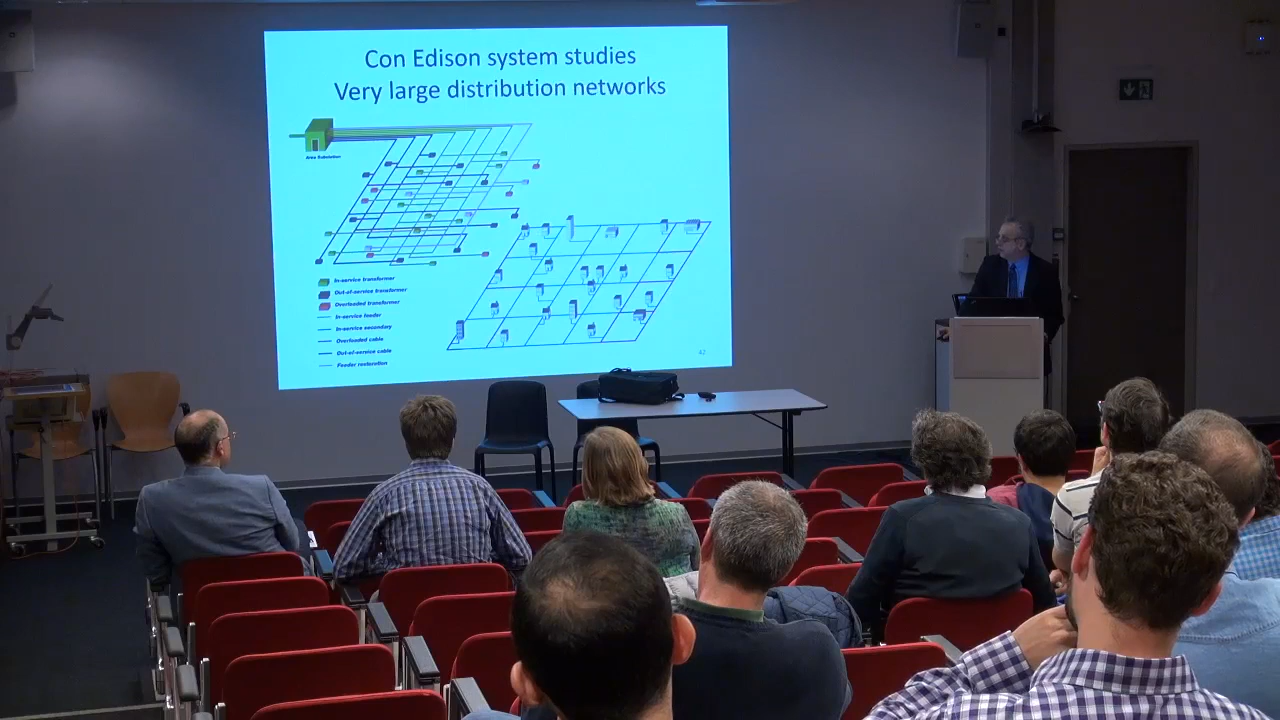 Con Edison system studies
Very large distribution networks
Area Substation
In-service transformer
Out-of-service transformer
Overloaded transformer
In-service feeder
In-service secondary
Overloaded cable
Out-of-service cable
Feeder restoration
42